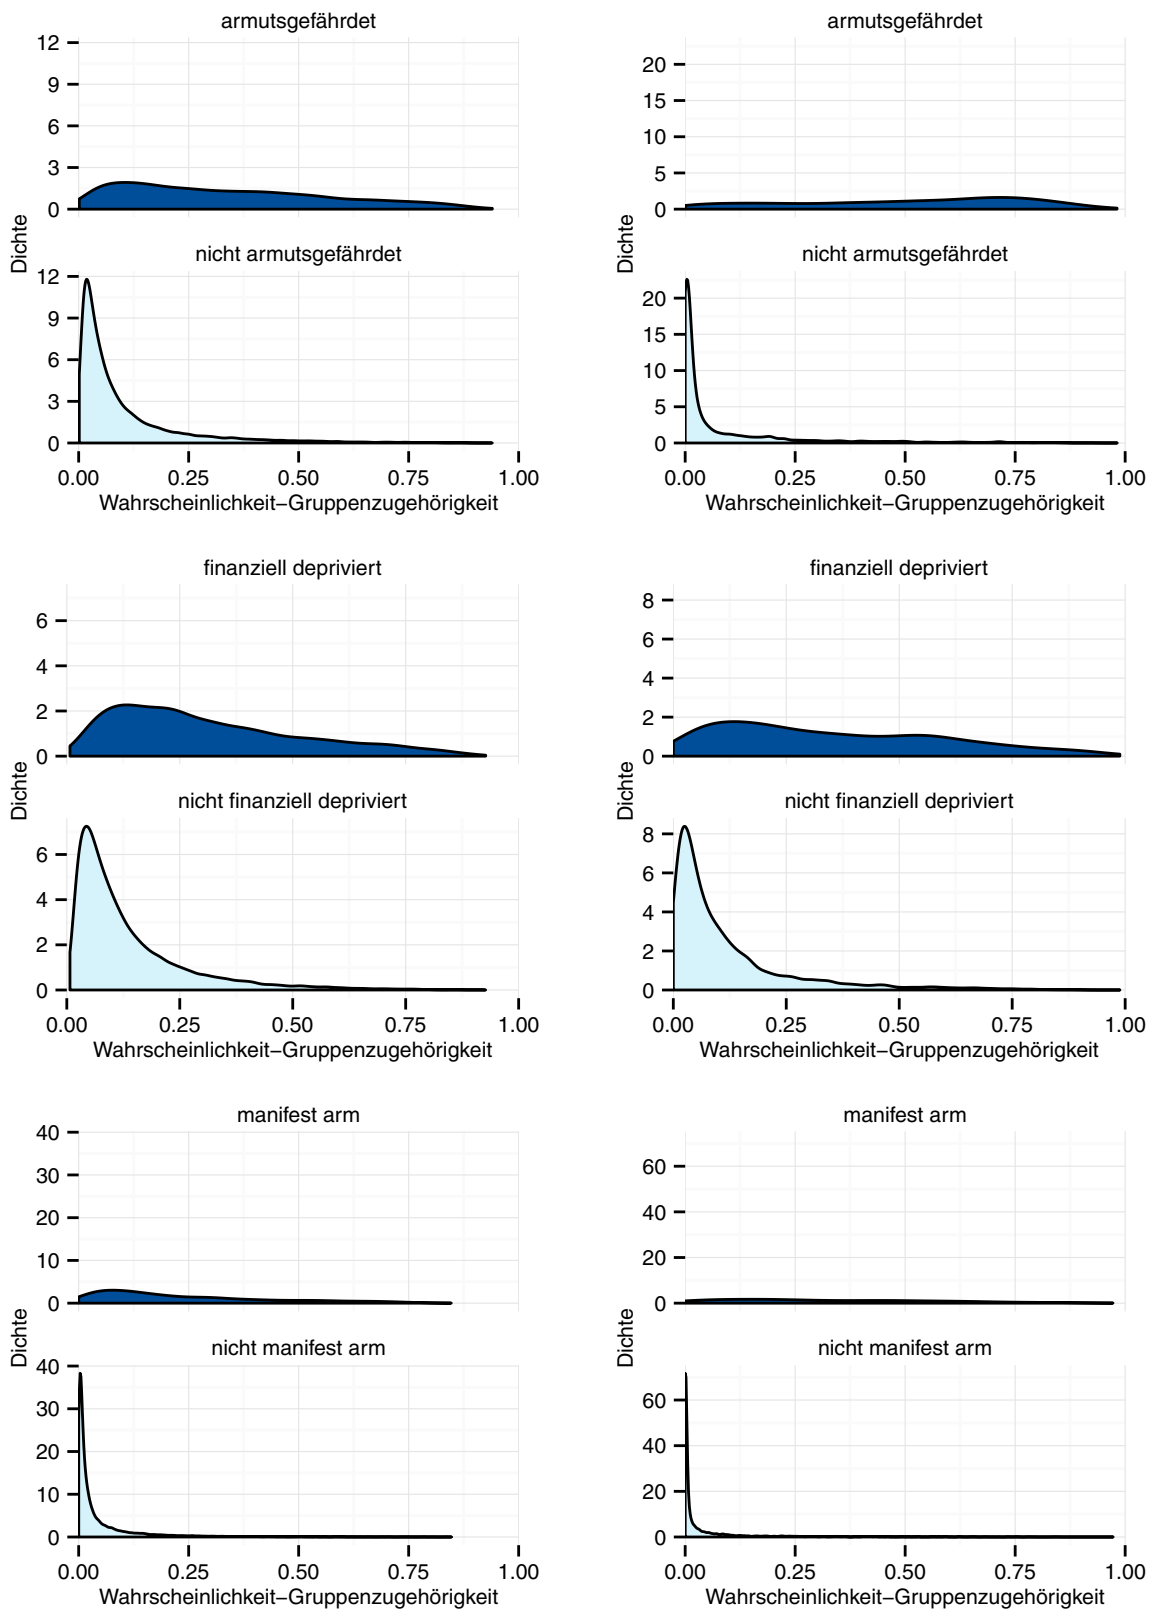 armutsgefährdet
12
9
6
3
0
Dichte
nicht armutsgefährdet
12
9
6
3
0
0.00 0.25 0.50 0.75 1.00
Wahrscheinlichkeit−Gruppenzugehörigkeit
armutsgefährdet
20
15
10
5
0
Dichte
nicht armutsgefährdet
20
15
10
5
0
0.00 0.25 0.50 0.75 1.00
Wahrscheinlichkeit−Gruppenzugehörigkeit
finanziell depriviert
6
4
2
0
Dichte
nicht finanziell depriviert
6
4
2
0
0.00 0.25 0.50 0.75 1.00
Wahrscheinlichkeit−Gruppenzugehörigkeit
finanziell depriviert
8
6
4
2
0
Dichte
nicht finanziell depriviert
8
6
4
2
0
0.00 0.25 0.50 0.75 1.00
Wahrscheinlichkeit−Gruppenzugehörigkeit
manifest arm
40
30
20
10
0
Dichte
nicht manifest arm
40
30
20
10
0
0.00 0.25 0.50 0.75 1.00
Wahrscheinlichkeit−Gruppenzugehörigkeit
manifest arm
60
40
20
0
Dichte
nicht manifest arm
60
40
20
0
0.00 0.25 0.50 0.75 1.00
Wahrscheinlichkeit−Gruppenzugehörigkeit